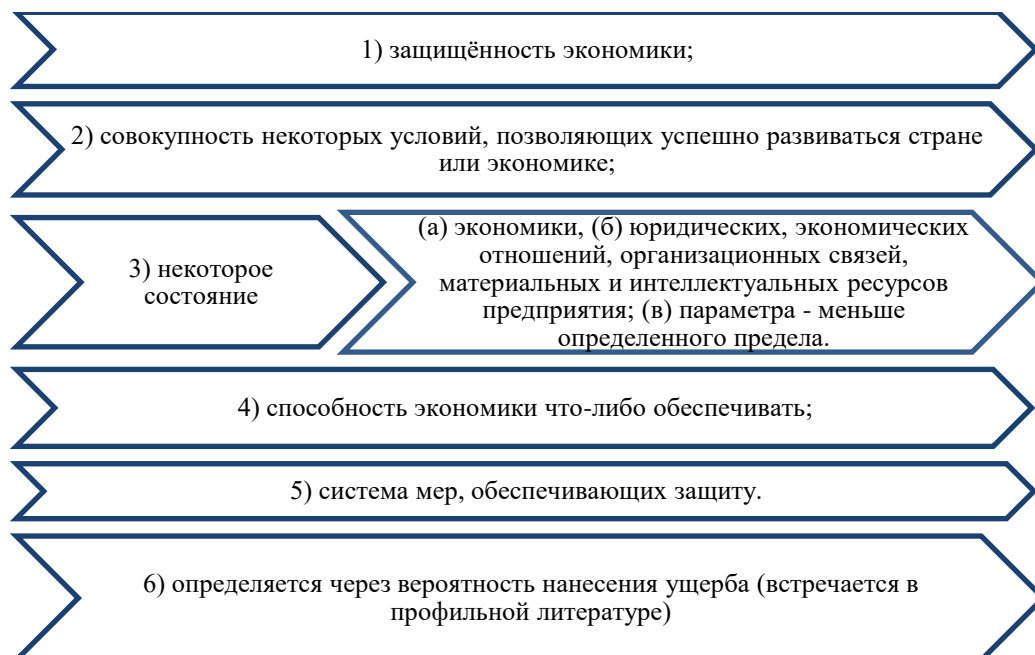 1) защищённость экономики;
2) совокупность некоторых условий, позволяющих успешно развиваться стране
или экономике;
3) некоторое
состояние
(а) экономики, (б) юридических, экономических
отношений, организационных связей,
материальных и интеллектуальных ресурсов
предприятия; (в) параметра - меньше
определенного предела.
4) способность экономики что-либо обеспечивать;
5) система мер, обеспечивающих защиту.
6) определяется через вероятность нанесения ущерба (встречается в
профильной литературе)